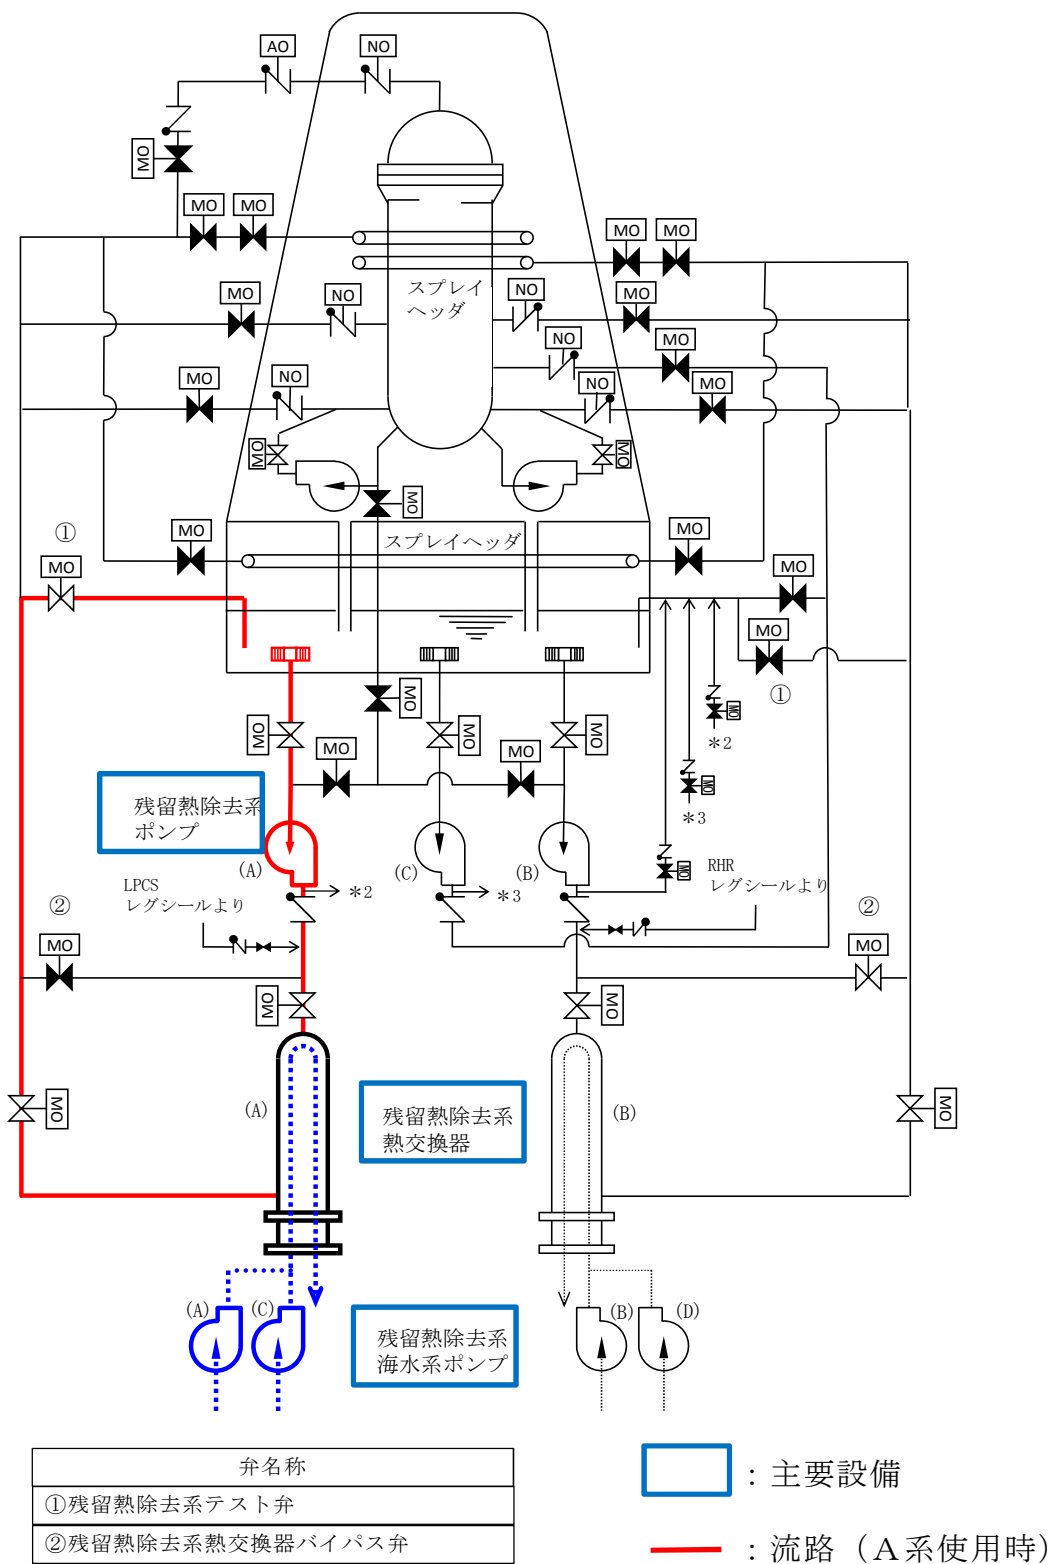 AO
NO
MO
MO
MO
MO
MO
スプレイ
ヘッダ
MO
NO
NO
MO
NO
MO
MO
NO
NO
MO
MO
MO
MO
①
MO
MO
スプレイヘッダ
MO
MO
MO
①
MO
MO
＊2
MO
MO
MO
MO
MO
MO
＊3
残留熱除去系
ポンプ
(A)
(C)
(B)
MO
RHR
レグシールより
LPCS
レグシールより
＊2
＊3
②
MO
②
MO
MO
MO
MO
(A)
残留熱除去系
熱交換器
(B)
MO
(A)
(C)
残留熱除去系
海水系ポンプ
(B)
(D)
弁名称
①残留熱除去系テスト弁
②残留熱除去系熱交換器バイパス弁
：主要設備
：流路（A系使用時）